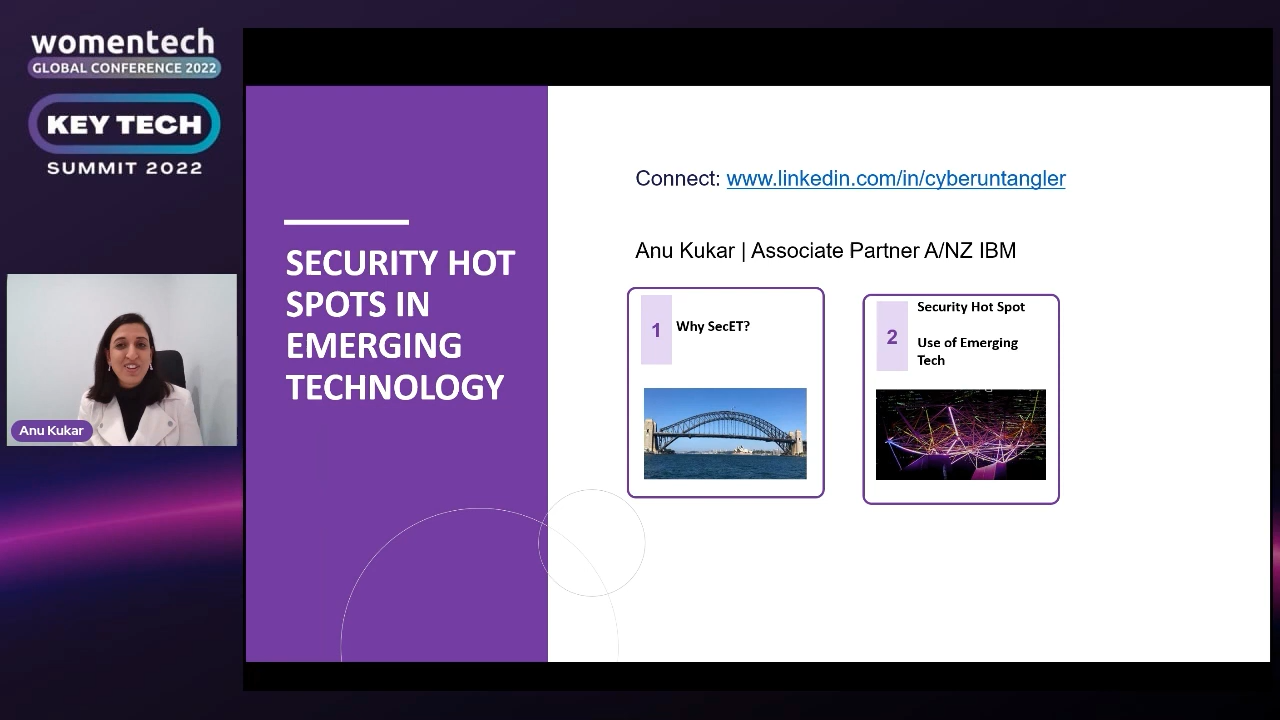 womentech
GLOBAL CONFERENCE 2022
KEY TECH
SUMMIT 2022
Anu Kukar
SECURITY HOT
SPOTS IN
EMERGING
TECHNOLOGY
Connect: www.linkedin.com/in/cyberuntangler
Anu Kukar | Associate Partner A/NZ IBM
1
Why SecET?
2
Security Hot Spot
Use of Emerging
Tech